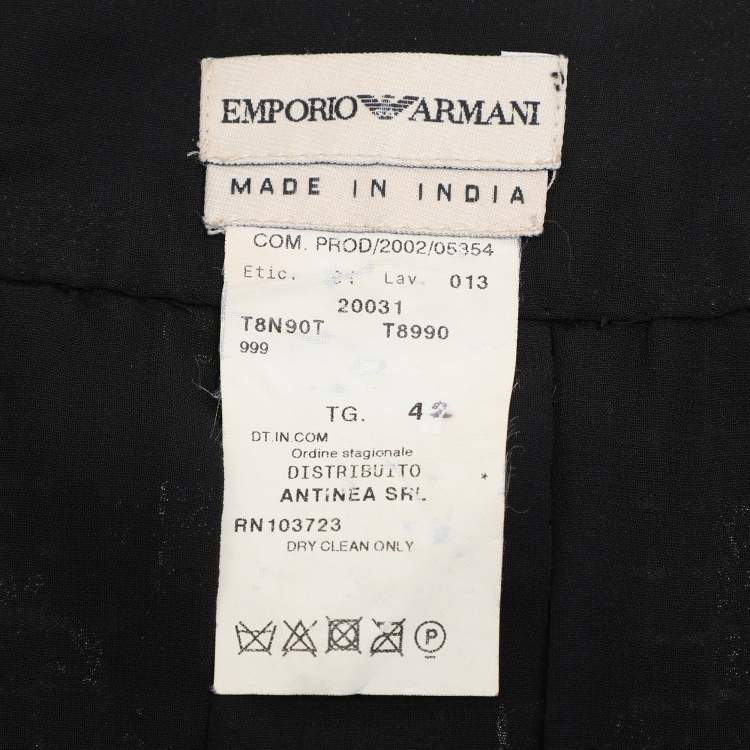 EMPORIO ARMANI
MADE IN INDIA
COM. PROD/2002/05354
Etic. Lav. 013
20031
T8N90T T8990
999
TG. 42
DT.IN.COM
Ordine stagionale
DISTRIBUITO
ANTINEA SRL
RN103723
DRY CLEAN ONLY
P